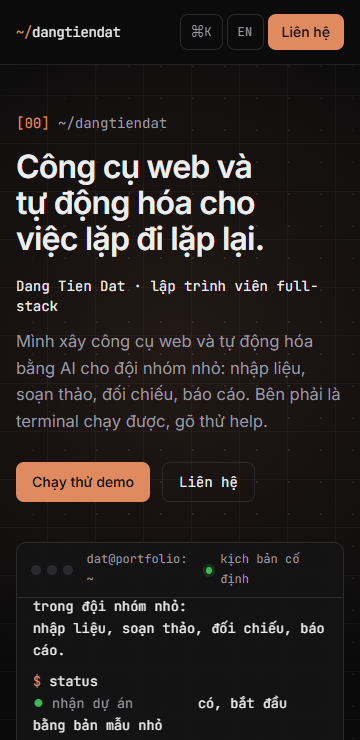 ~/dangtiendat
⌘K
EN
Liên hệ
[00] ~/dangtiendat
Công cụ web và
tự động hóa cho
việc lặp đi lặp lại.
Dang Tien Dat · lập trình viên full-
stack
Mình xây công cụ web và tự động hóa
bằng AI cho đội nhóm nhỏ: nhập liệu,
soạn thảo, đối chiếu, báo cáo. Bên phải là
terminal chạy được, gõ thử help.
Chạy thử demo
Liên hệ
dat@portfolio:
~
kịch bản cố
định
trong đội nhóm nhỏ:
nhập liệu, soạn thảo, đối chiếu, báo
cáo.
$ status
nhận dự án có, bắt đầu
bằng bản mẫu nhỏ